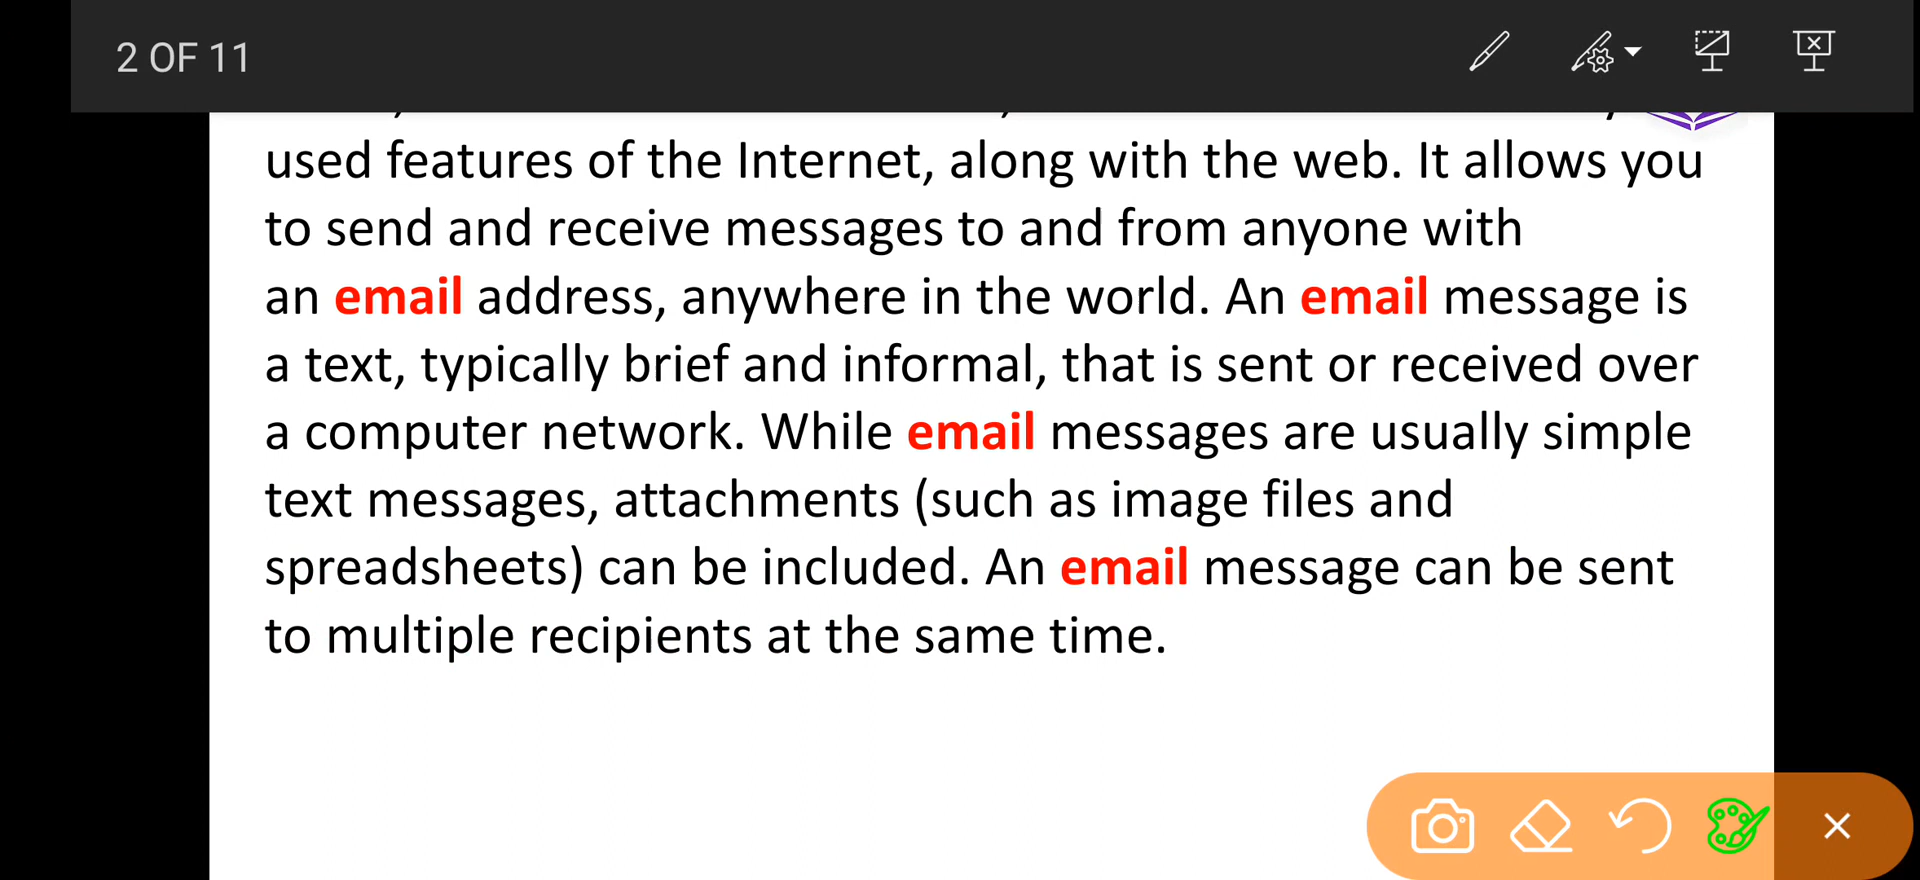 2 OF 11
used features of the Internet, along with the web. It allows you
to send and receive messages to and from anyone with
an email address, anywhere in the world. An email message is
a text, typically brief and informal, that is sent or received over
a computer network. While email messages are usually simple
text messages, attachments (such as image files and
spreadsheets) can be included. An email message can be sent
to multiple recipients at the same time.